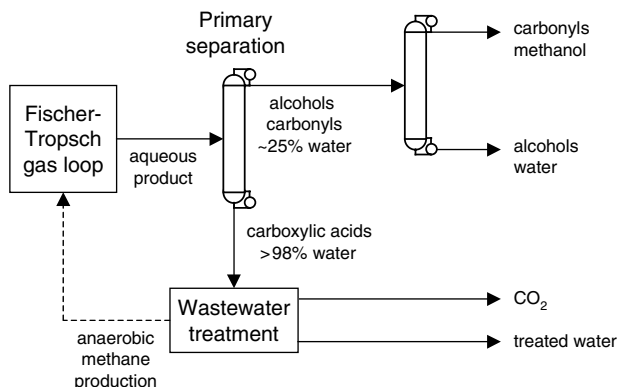 Primary
separation
carbonyls
methanol
Fischer-
Tropsch
gas loop
aqueous
product
alcohols
carbonyls
~25% water
alcohols
water
carboxylic acids
>98% water
Wastewater
treatment
CO2
treated water
anaerobic
methane
production